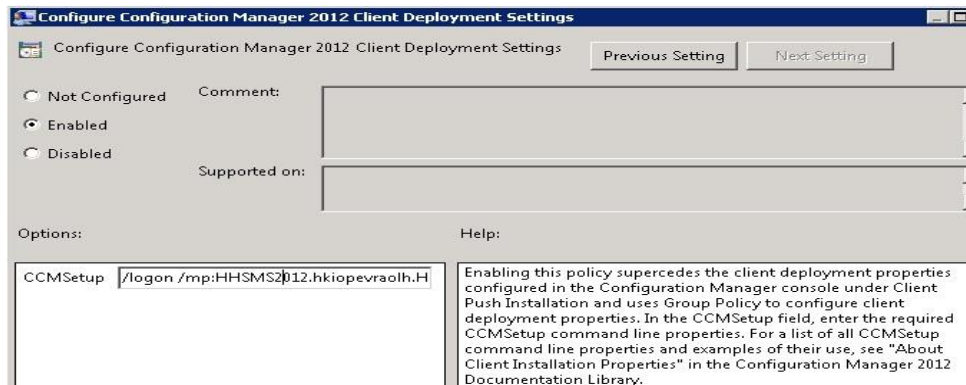 Configure Configuration Manager 2012 Client Deployment Settings
Configure Configuration Manager 2012 Client Deployment Settings
Previous Setting
Next Setting
Not Configured
Comment:
Enabled
Disabled
Supported on:
Options:
Help:
CCMSetup
/logon /mp:HHSMS2012.hkiopevraolh.H
Enabling this policy supercedes the client deployment properties
configured in the Configuration Manager console under Client
Push Installation and uses Group Policy to configure client
deployment properties. In the CCMSetup field, enter the required
CCMSetup command line properties. For a list of all CCMSetup
command line properties and examples of their use, see "About
Client Installation Properties" in the Configuration Manager 2012
Documentation Library.